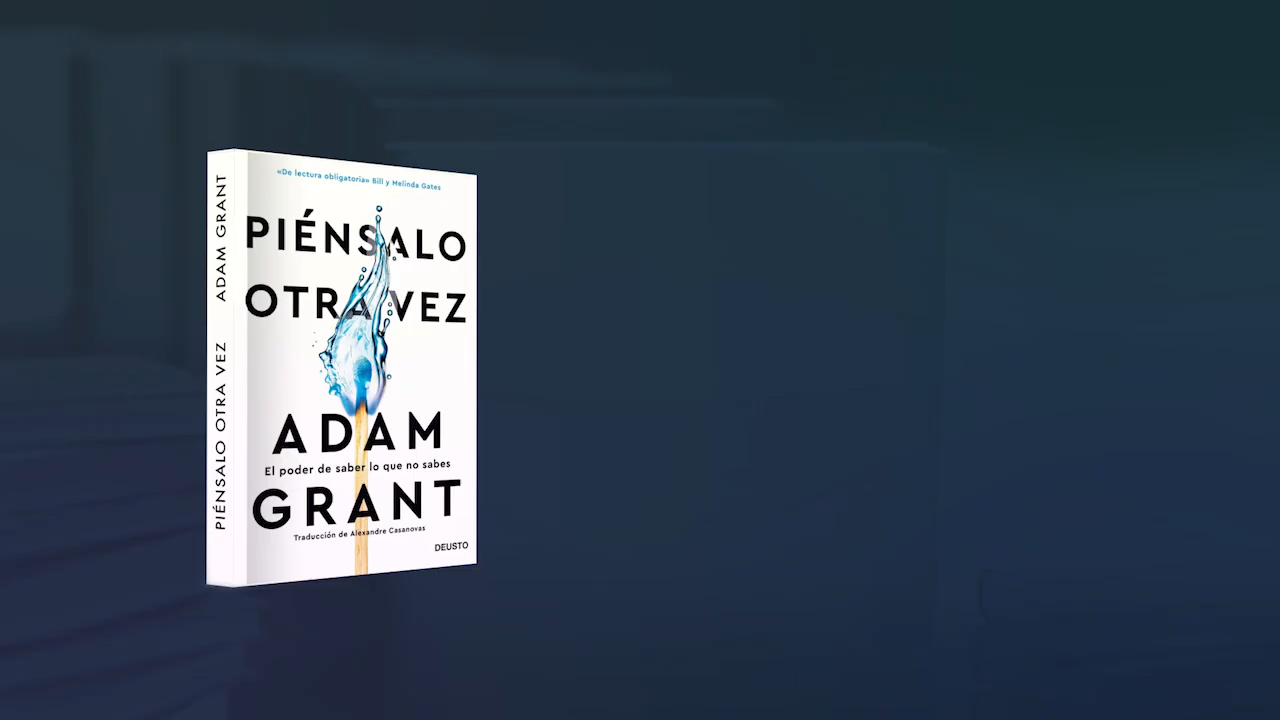 ADAM GRANT
PIÉNSALO OTRA VEZ
«De lectura obligatoria» Bill y Melinda Gates
PIÉNSALO
OTRA VEZ
ADAM
El poder de saber lo que no sabes
GRANT
Traducción de Alexandre Casanovas
DEUSTO